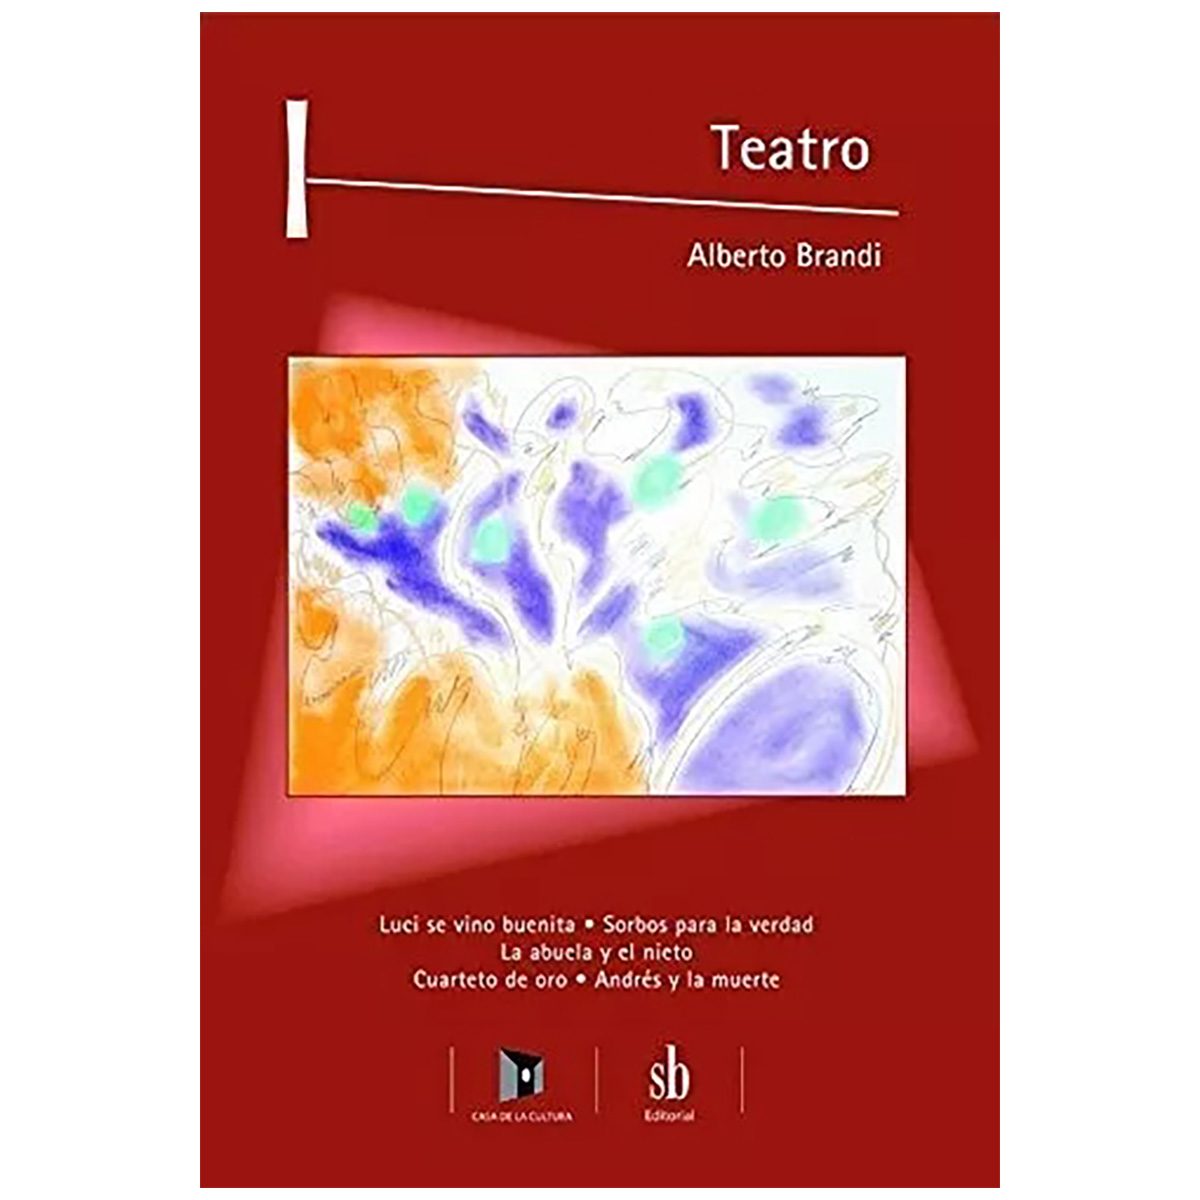 Teatro
Alberto Brandi
Luci se vino buenita • Sorbos para la verdad
La abuela y el nieto
Cuarteto de oro • Andrés y la muerte
CASA DE LA CULTURA
sb
Editorial